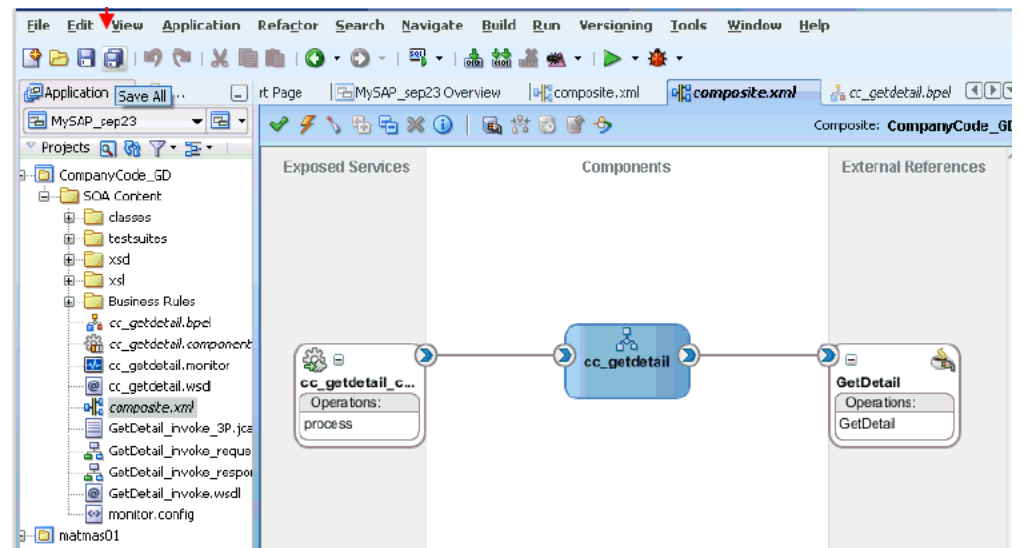 File Edit View Application Refactor Search Navigate Build Run Versioning Tools Window Help
Application
Save All
...
rt Page
MySAP_sep23 Overview
composite.xml
composite.xml
cc_getdetail.bpel
MySAP_sep23
Composite: CompanyCode_GD
Projects
CompanyCode_GD
SOA Content
classes
testsuites
xsd
xsl
Business Rules
cc_getdetail.bpel
cc_getdetail.component
cc_getdetail.monitor
cc_getdetail.wsdl
composite.xml
GetDetail_invoke_3P.jca
GetDetail_invoke_reque
GetDetail_invoke_respor
GetDetail_invoke.wsdl
monitor.config
matmas01
Exposed Services
Components
External References
cc_getdetail_c...
Operations:
process
cc_getdetail
GetDetail
Operations:
GetDetail